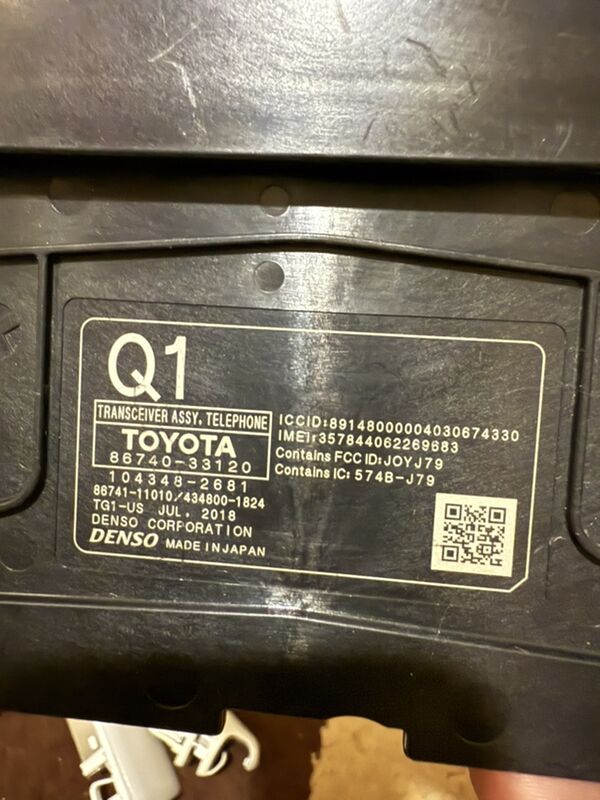 Q1
TRANSCEIVER ASSY, TELEPHONE
TOYOTA
86740-33120
104348-2681
86741-11010/434800-1824
TG1-US JUL, 2018
DENSO CORPORATION
DENSO MADE IN JAPAN
ICCID:89148000004030674330
IMEI:357844062269683
Contains FCC ID:JOYJ79
Contains IC: 574B-J79